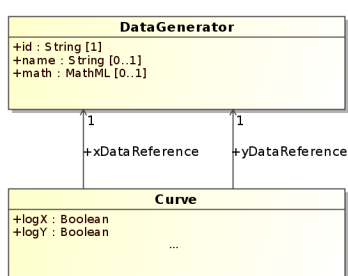 DataGenerator
+id : String [1]
+name : String [0..1]
+math : MathML [0..1]
1 1
+xDataReference +yDataReference
Curve
+logX : Boolean
+logY : Boolean
...